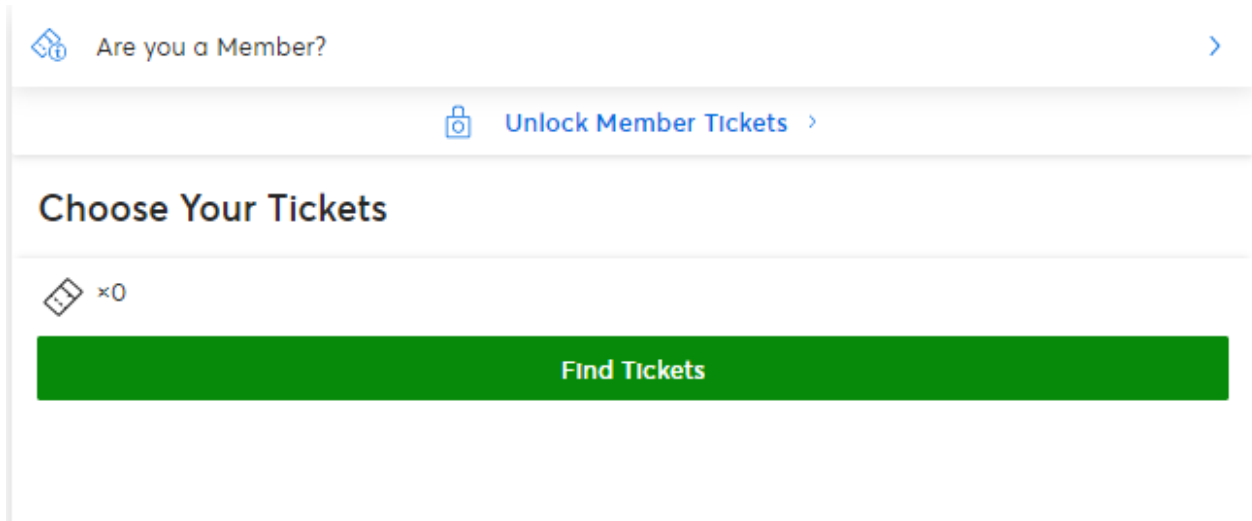 Are you a Member?
Unlock Member Tickets
Choose Your Tickets
×0
Find Tickets